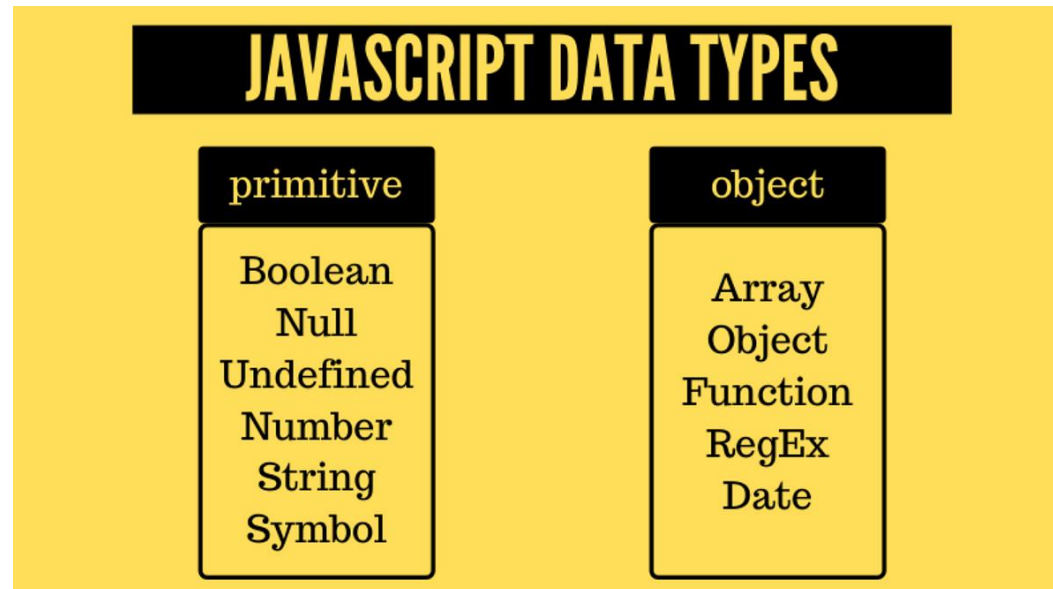 JAVASCRIPT DATA TYPES
primitive
Boolean
Null
Undefined
Number
String
Symbol
object
Array
Object
Function
RegEx
Date